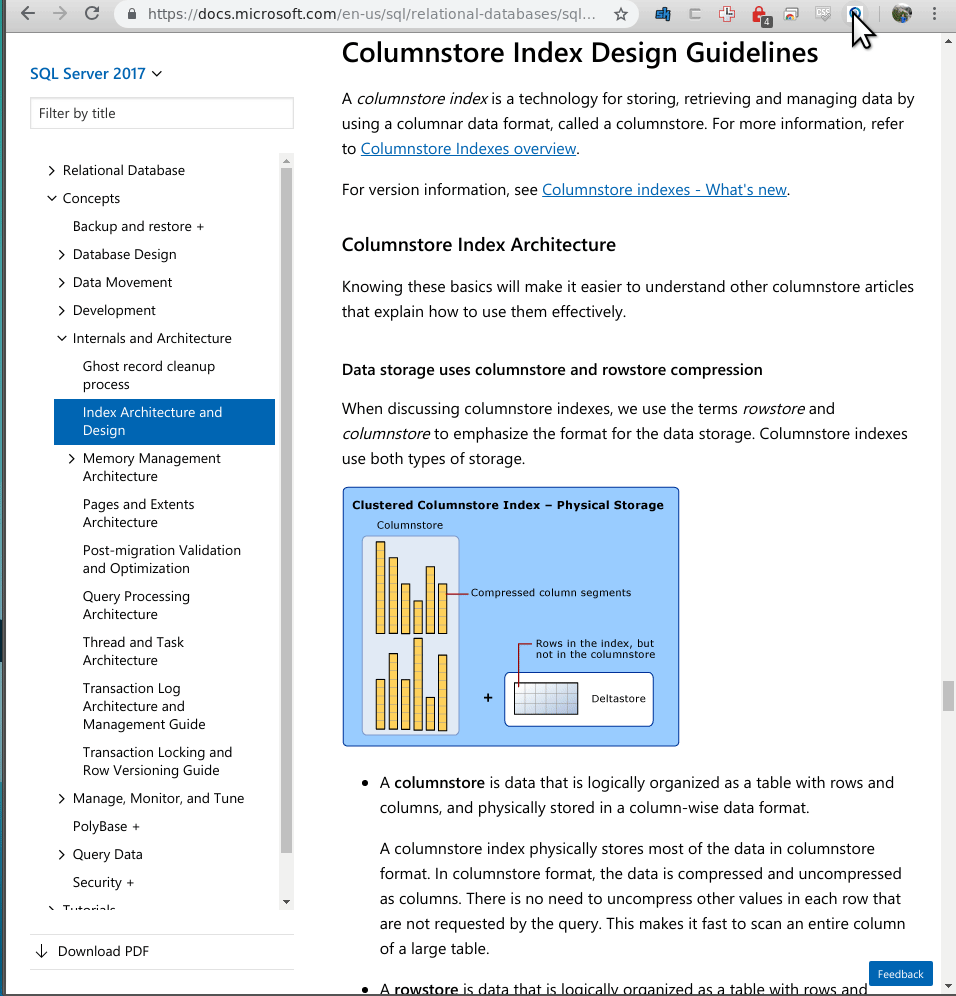 https://docs.microsoft.com/en-us/sql/relational-databases/sql...
4
CSS
SQL Server 2017
Filter by title
Relational Database
Concepts
Backup and restore +
Database Design
Data Movement
Development
Internals and Architecture
Ghost record cleanup
process
Index Architecture and
Design
Memory Management
Architecture
Pages and Extents
Architecture
Post-migration Validation
and Optimization
Query Processing
Architecture
Thread and Task
Architecture
Transaction Log
Architecture and
Management Guide
Transaction Locking and
Row Versioning Guide
Manage, Monitor, and Tune
PolyBase +
Query Data
Security +
Tutorials
Download PDF
Columnstore Index Design Guidelines
A columnstore index is a technology for storing, retrieving and managing data by
using a columnar data format, called a columnstore. For more information, refer
to Columnstore Indexes overview.
For version information, see Columnstore indexes - What's new.
Columnstore Index Architecture
Knowing these basics will make it easier to understand other columnstore articles
that explain how to use them effectively.
Data storage uses columnstore and rowstore compression
When discussing columnstore indexes, we use the terms rowstore and
columnstore to emphasize the format for the data storage. Columnstore indexes
use both types of storage.
Clustered Columnstore Index – Physical Storage
Columnstore
Compressed column segments
Rows in the index, but
not in the columnstore
+
Deltastore
• A columnstore is data that is logically organized as a table with rows and
columns, and physically stored in a column-wise data format.
A columnstore index physically stores most of the data in columnstore
format. In columnstore format, the data is compressed and uncompressed
as columns. There is no need to uncompress other values in each row that
are not requested by the query. This makes it fast to scan an entire column
of a large table.
• A rowstore is data that is logically organized as a table with rows and
Feedback